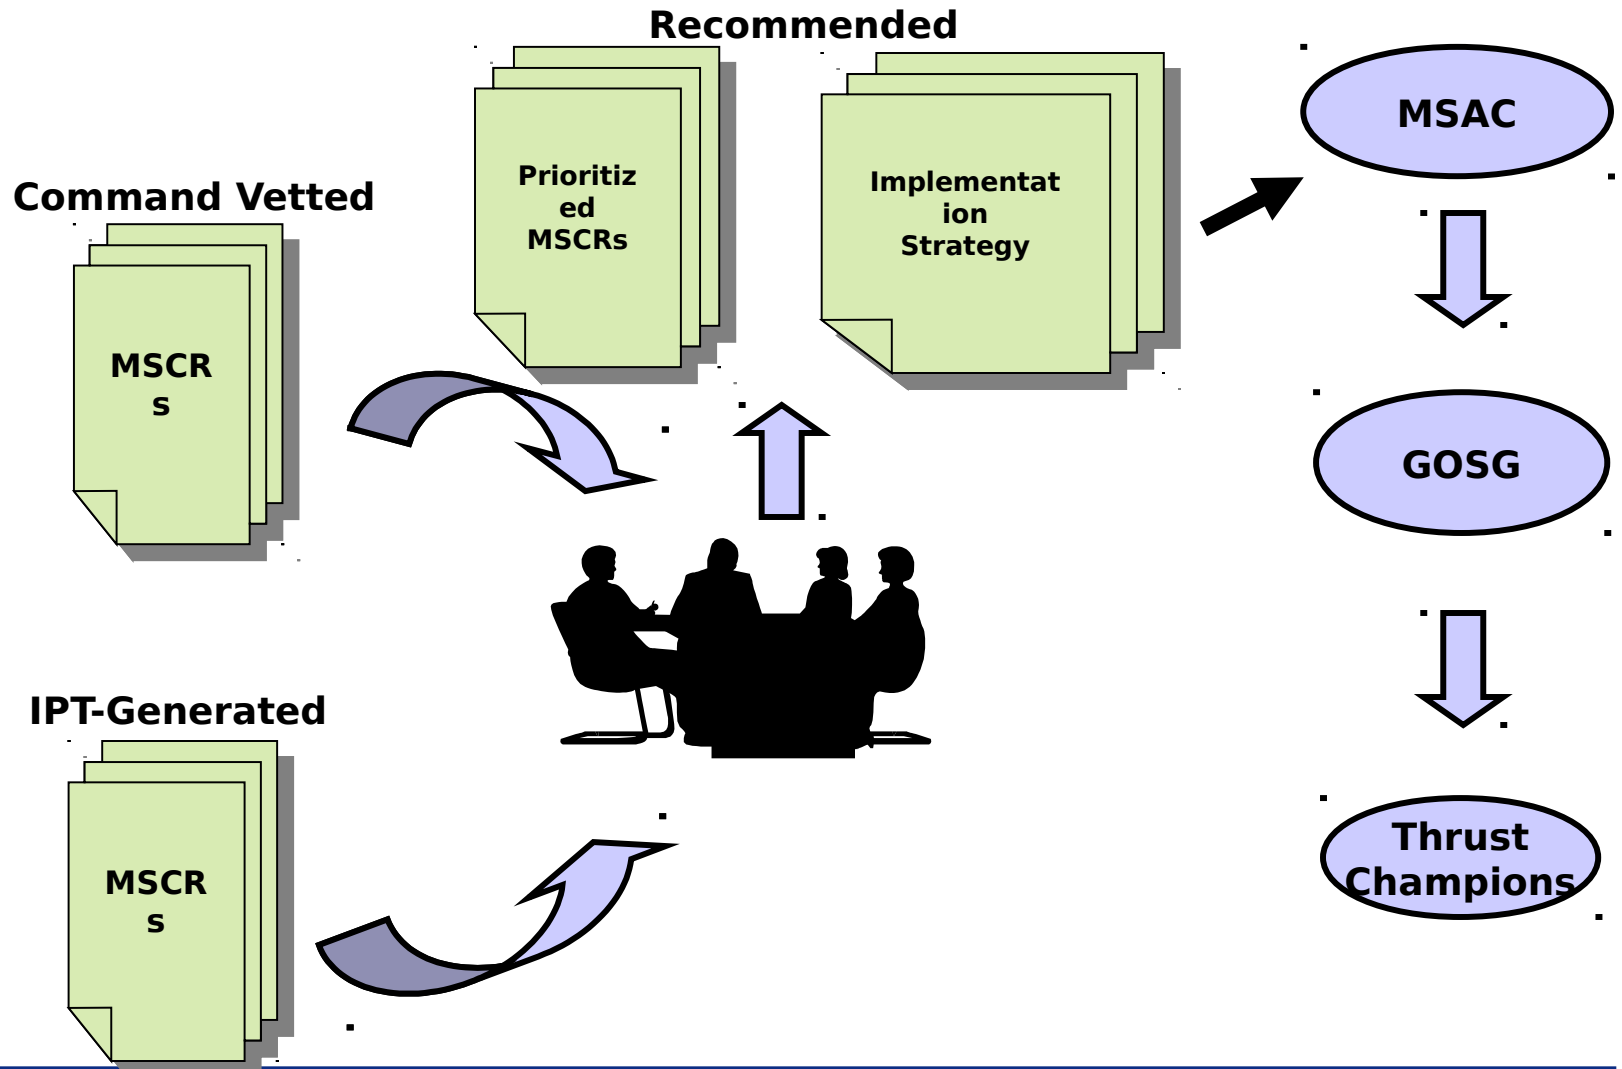 Recommended
Command Vetted
MSCR
s
Prioritiz
ed
MSCRs
Implementat
ion
Strategy
MSAC
GOSG
Thrust
Champions
IPT-Generated
MSCR
s